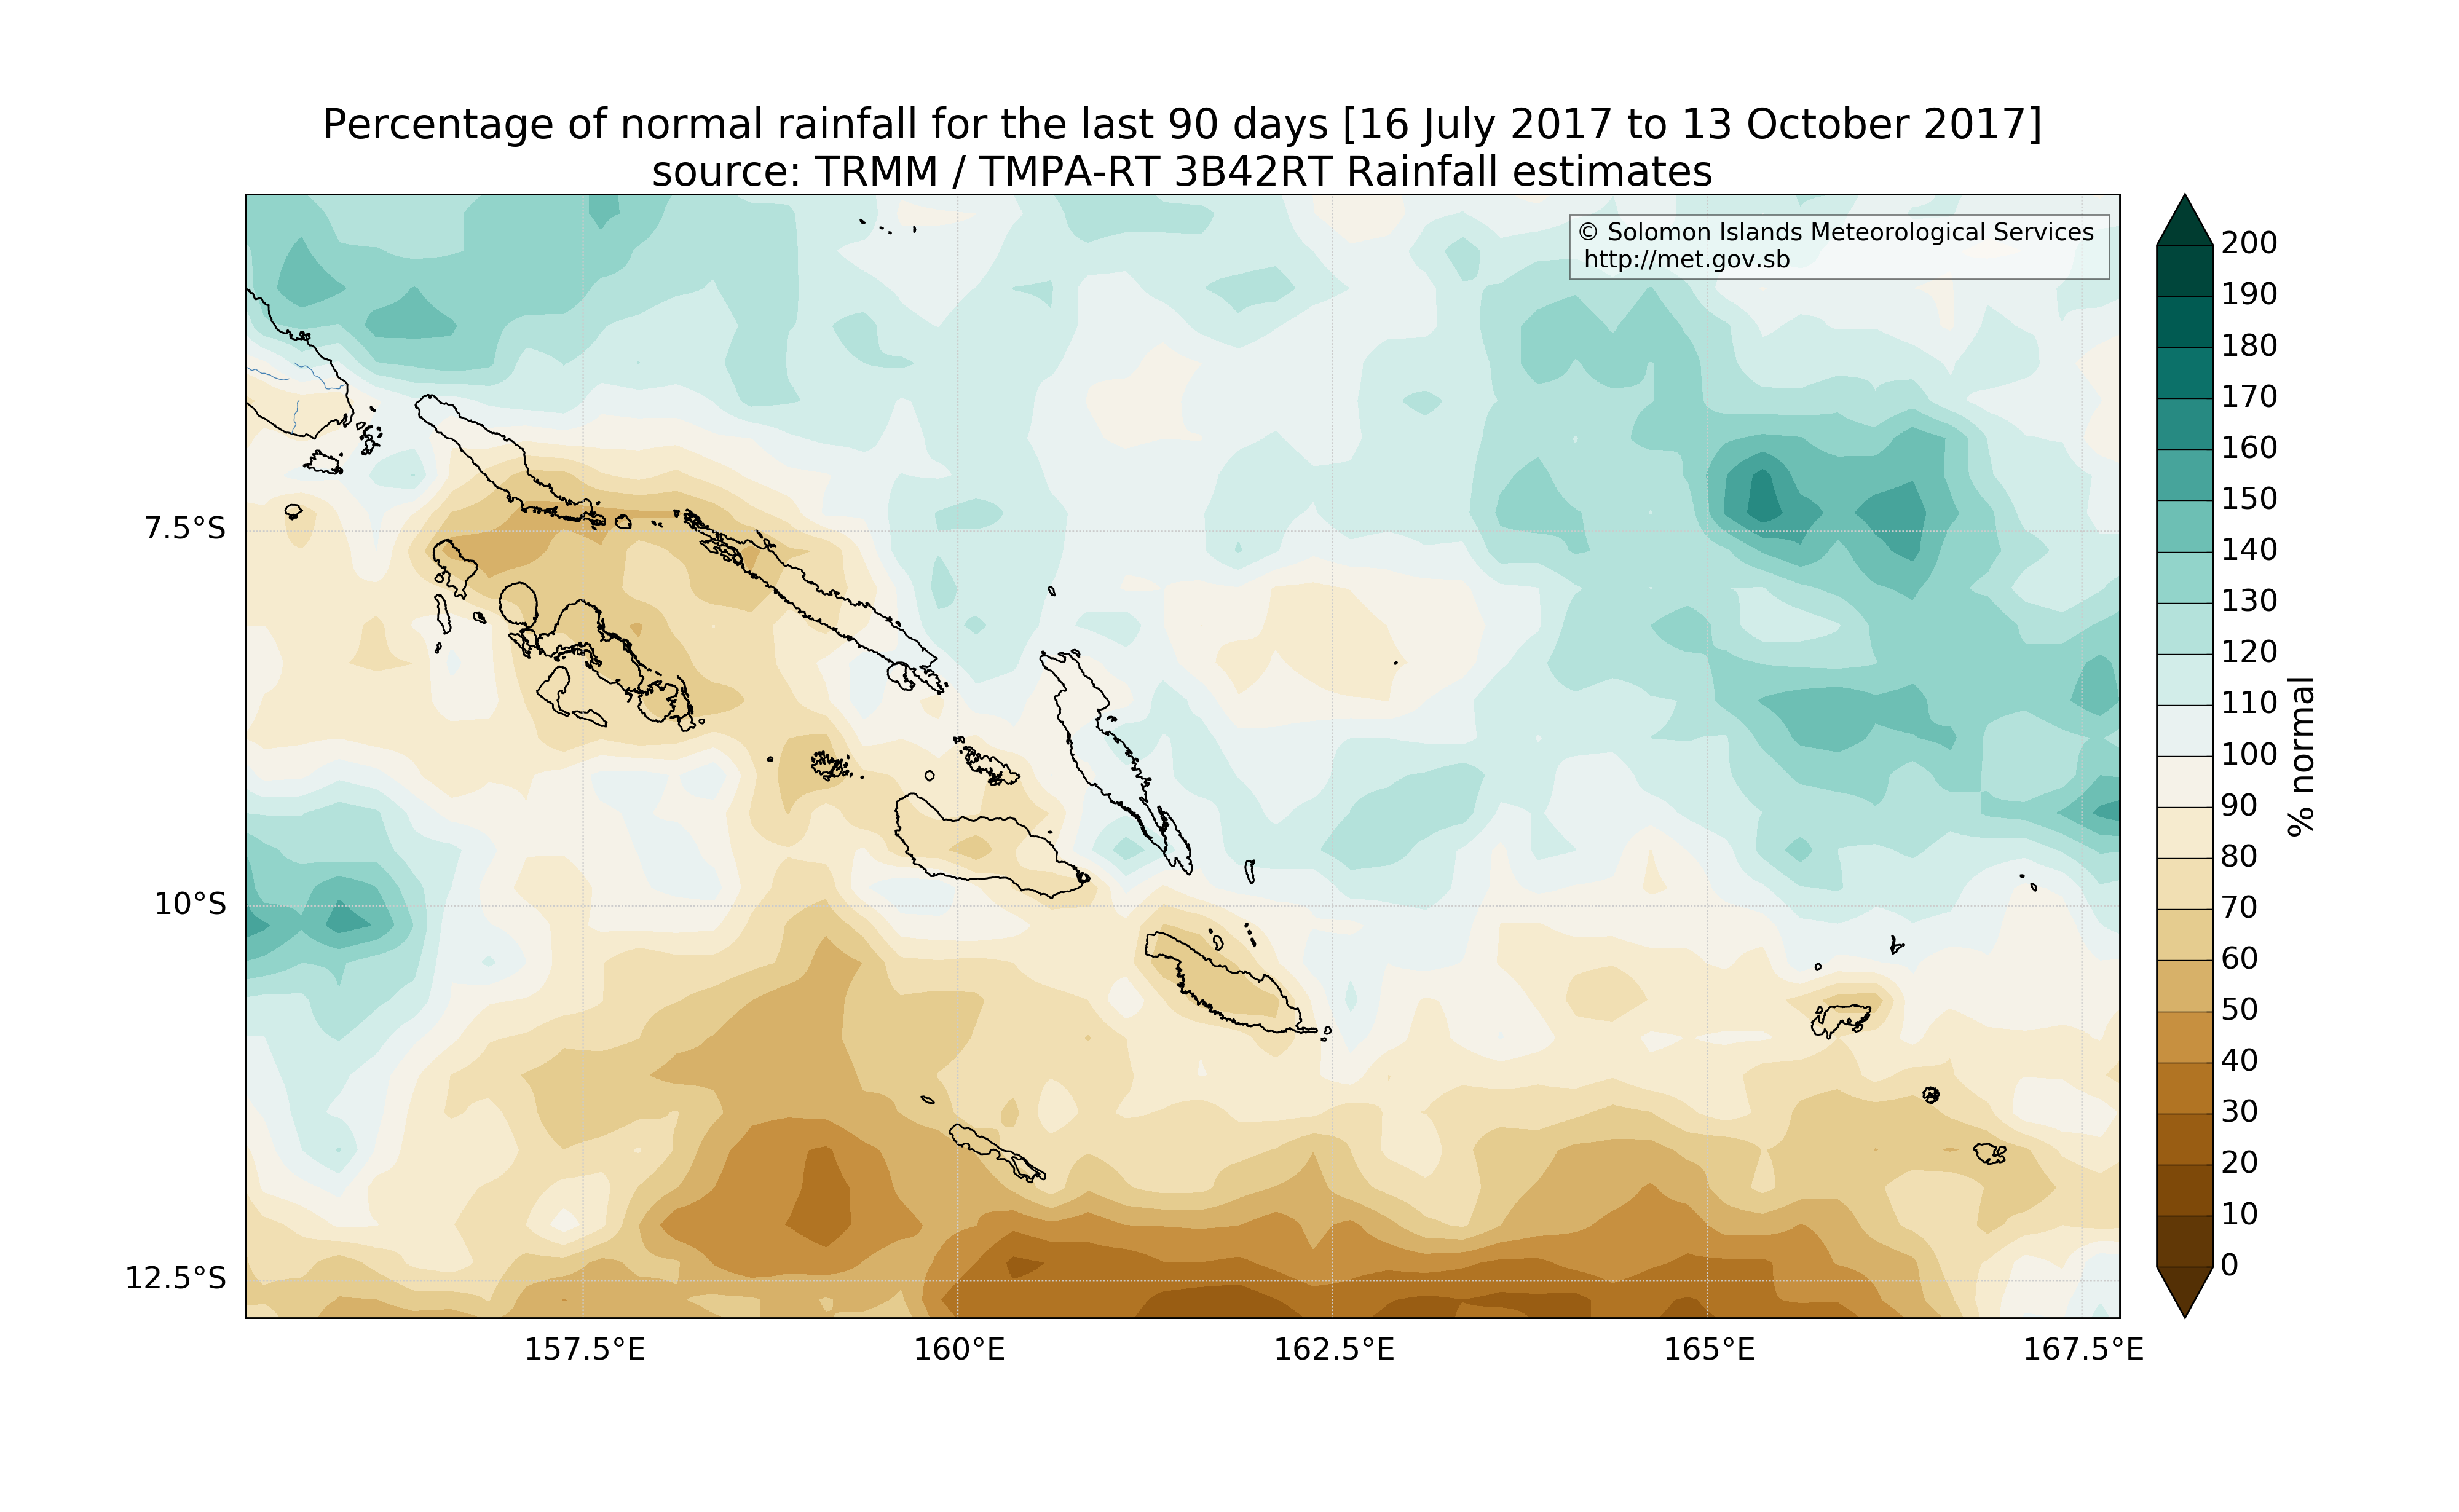 Percentage of normal rainfall for the last 90 days [16 July 2017 to 13 October 2017]
source: TRMM / TMPA-RT 3B42RT Rainfall estimates
© Solomon Islands Meteorological Services
http://met.gov.sb
7.5°S
10°S
12.5°S
157.5°E
160°E
162.5°E
165°E
167.5°E
200
190
180
170
160
150
140
130
120
110
100
90
80
70
60
50
40
30
20
10
0
% normal